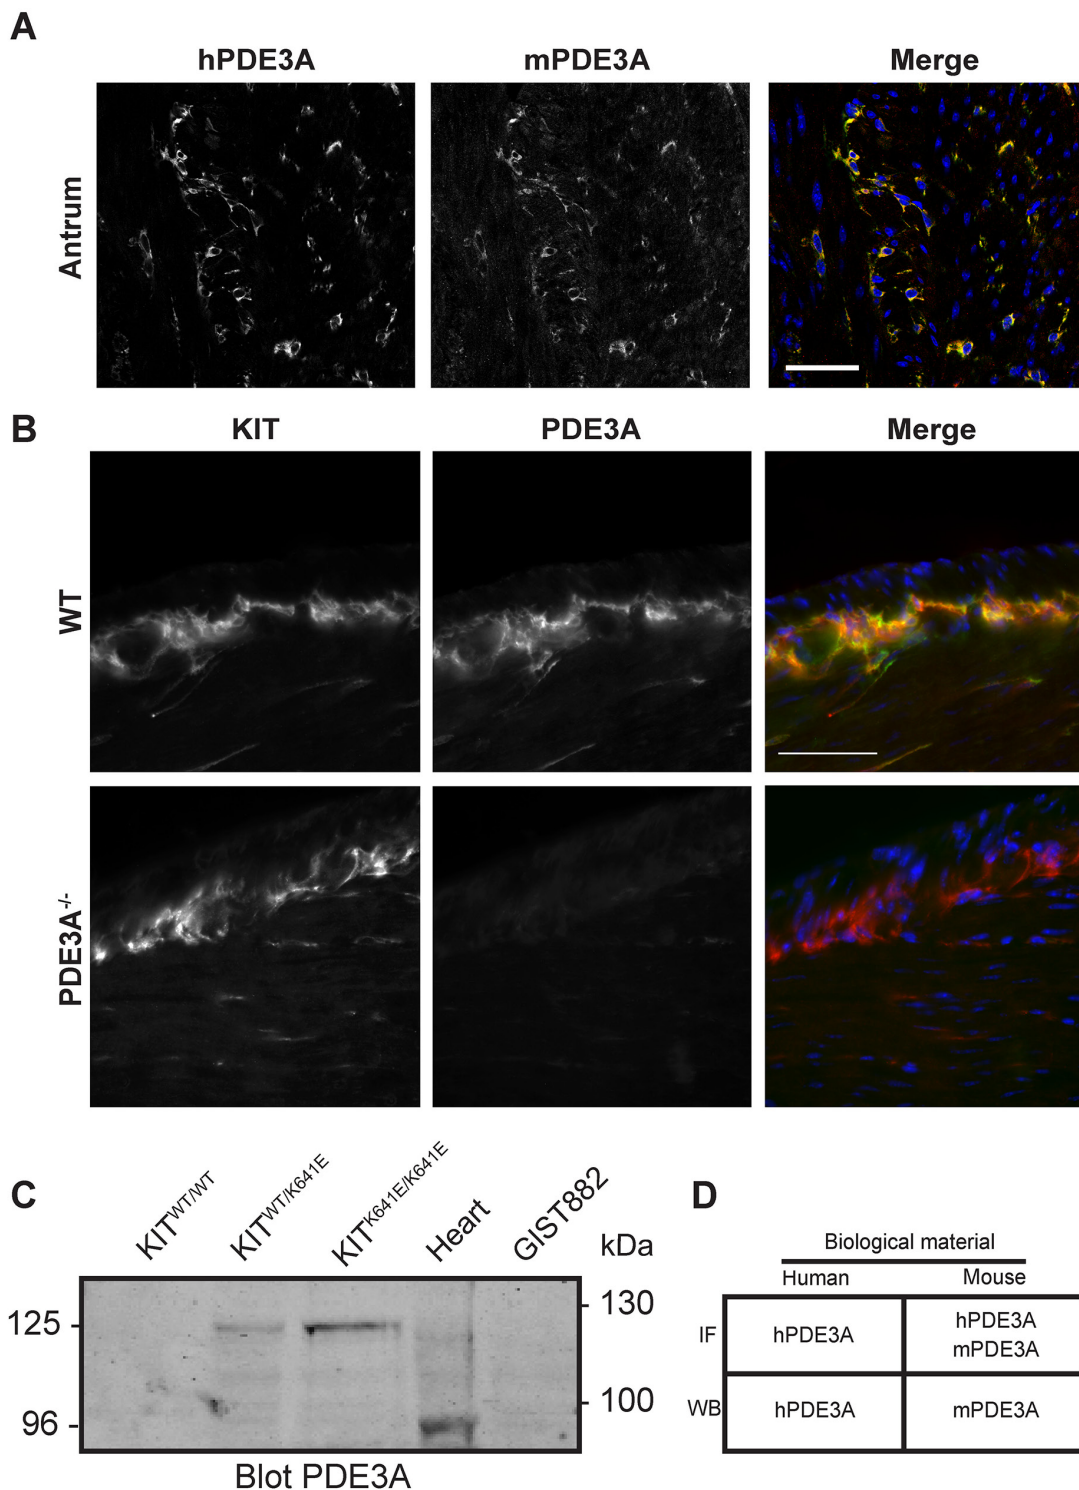 A
hPDE3A mPDE3A Merge
Antrum
B
KIT PDE3A Merge
WT
PDE3A-/-
C
KITWT/WT
KITWT/K641E
KITK641E/K641E
Heart
GIST882
kDa
125
130
96
100
Blot PDE3A
D
Biological material
Human Mouse
IF
hPDE3A
hPDE3A
mPDE3A
WB
hPDE3A
mPDE3A